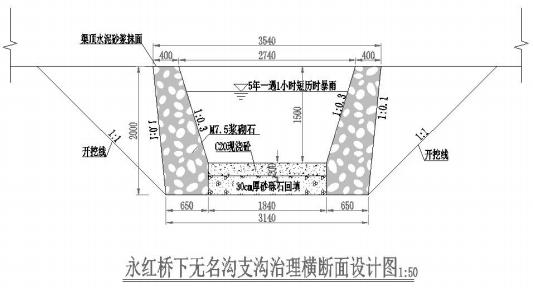 渠顶水泥砂浆抹面
3540
400
2740
400
5年一遇1小时短历时暴雨
2000
1:0.1
1:0.3
1500
1:0.3
1:0.1
M7.5浆砌石
C20现浇砼
1:1
1:1
开挖线
开挖线
30cm厚砂砾石回填
650
1840
650
3140
永红桥下无名沟支沟治理横断面设计图1:50